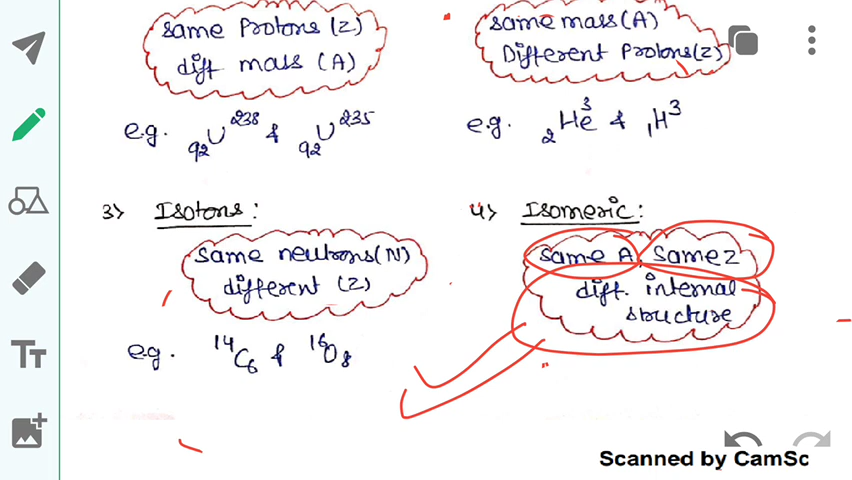 same Protons (Z)
diff mass (A)
e.g. 92U238 & 92U235
same mass (A)
Different Protons(Z)
e.g. 2He3 & 1H3
3) Isotons:
same neutrons(N)
different (Z)
e.g. 14C6 & 16O8
4) Isomeric:
same A, same Z
diff. internal
structure
Tт
Scanned by CamSc